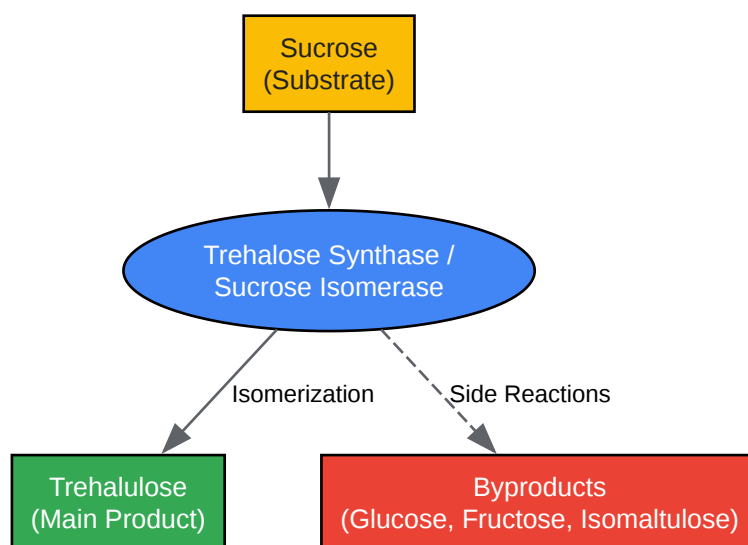 Sucrose
(Substrate)
Trehalose Synthase /
Sucrose Isomerase
Isomerization
Side Reactions
Trehalulose
(Main Product)
Byproducts
(Glucose, Fructose, Isomaltulose)